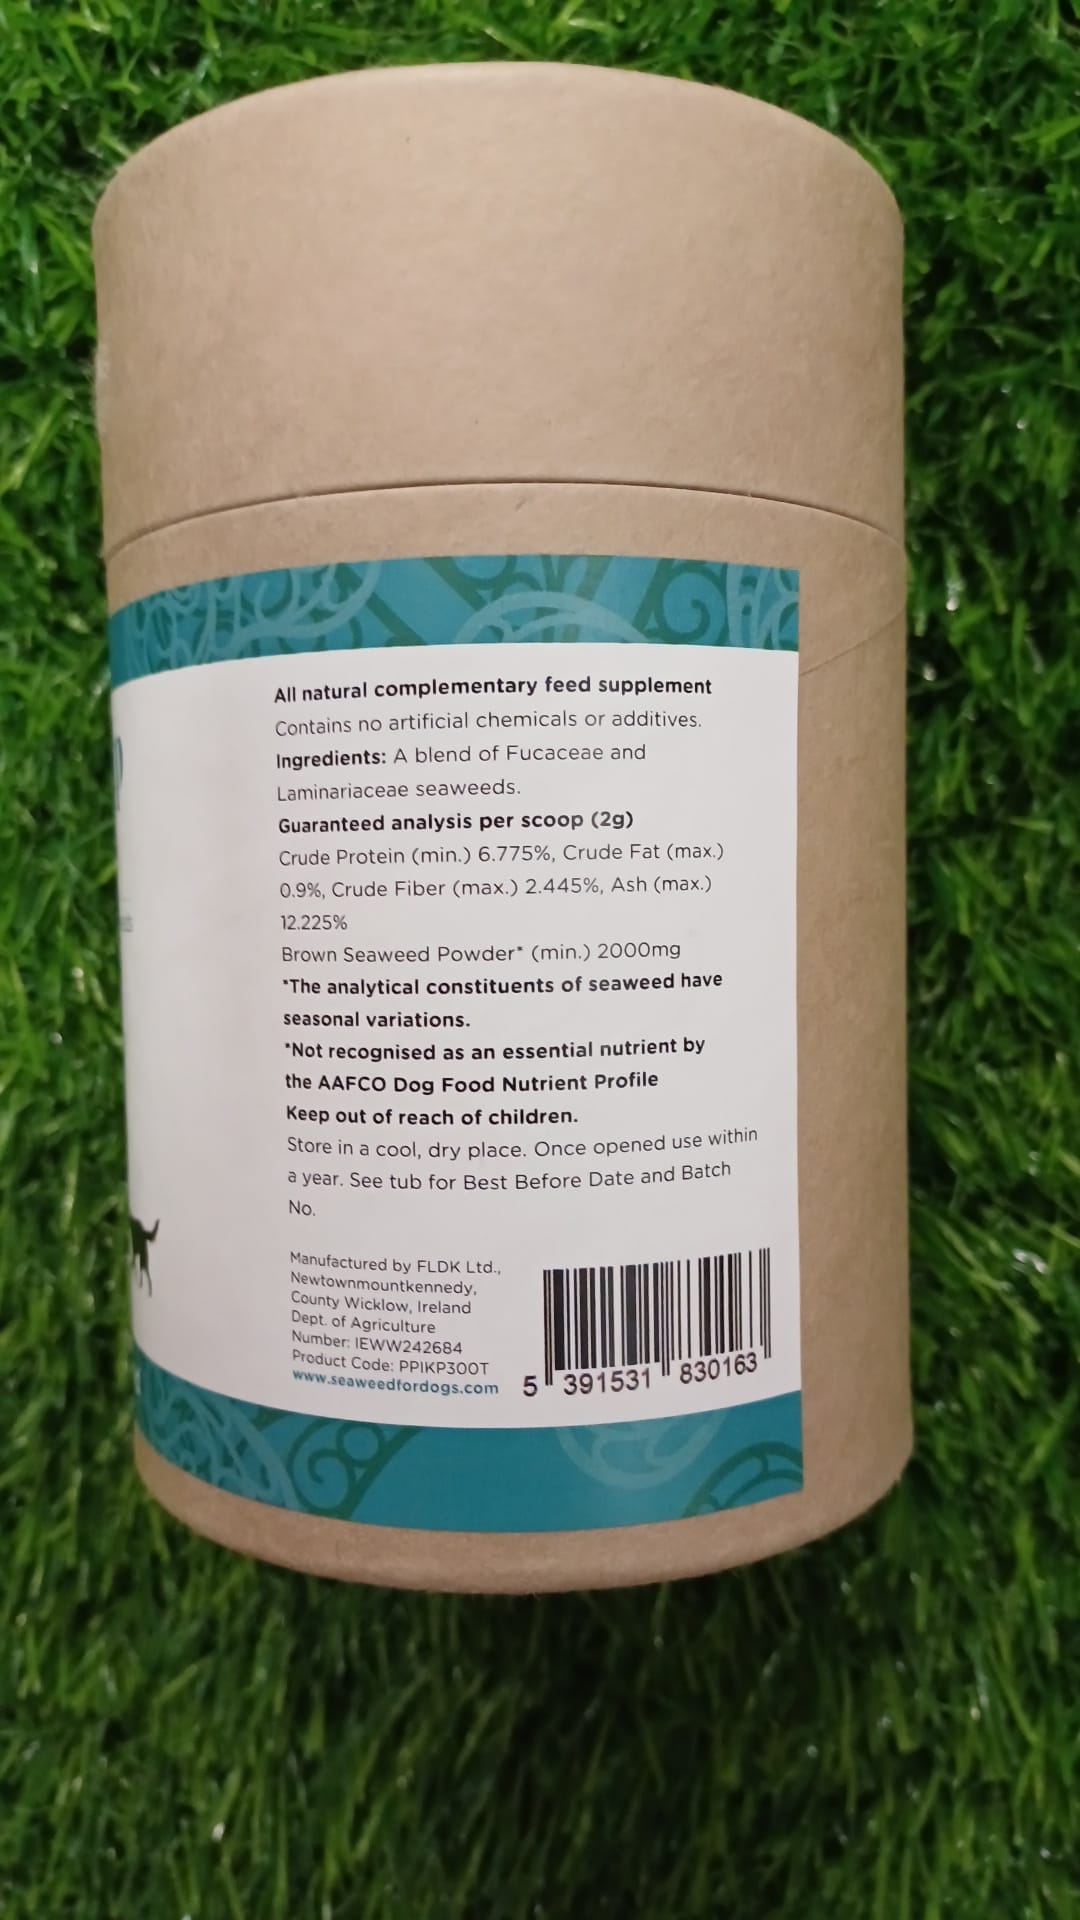 All natural complementary feed supplement
Contains no artificial chemicals or additives.
Ingredients: A blend of Fucaceae and
Laminariaceae seaweeds.
Guaranteed analysis per scoop (2g)
Crude Protein (min.) 6.775%, Crude Fat (max.)
0.9%, Crude Fiber (max.) 2.445%, Ash (max.)
12.225%
Brown Seaweed Powder* (min.) 2000mg
*The analytical constituents of seaweed have
seasonal variations.
*Not recognised as an essential nutrient by
the AAFCO Dog Food Nutrient Profile
Keep out of reach of children.
Store in a cool, dry place. Once opened use within
a year. See tub for Best Before Date and Batch
No.
Manufactured by FLDK Ltd.,
Newtownmountkennedy,
County Wicklow, Ireland
Dept. of Agriculture
Number: IEWW242684
Product Code: PPIKP300T
www.seaweedfordogs.com
5 391531 830163